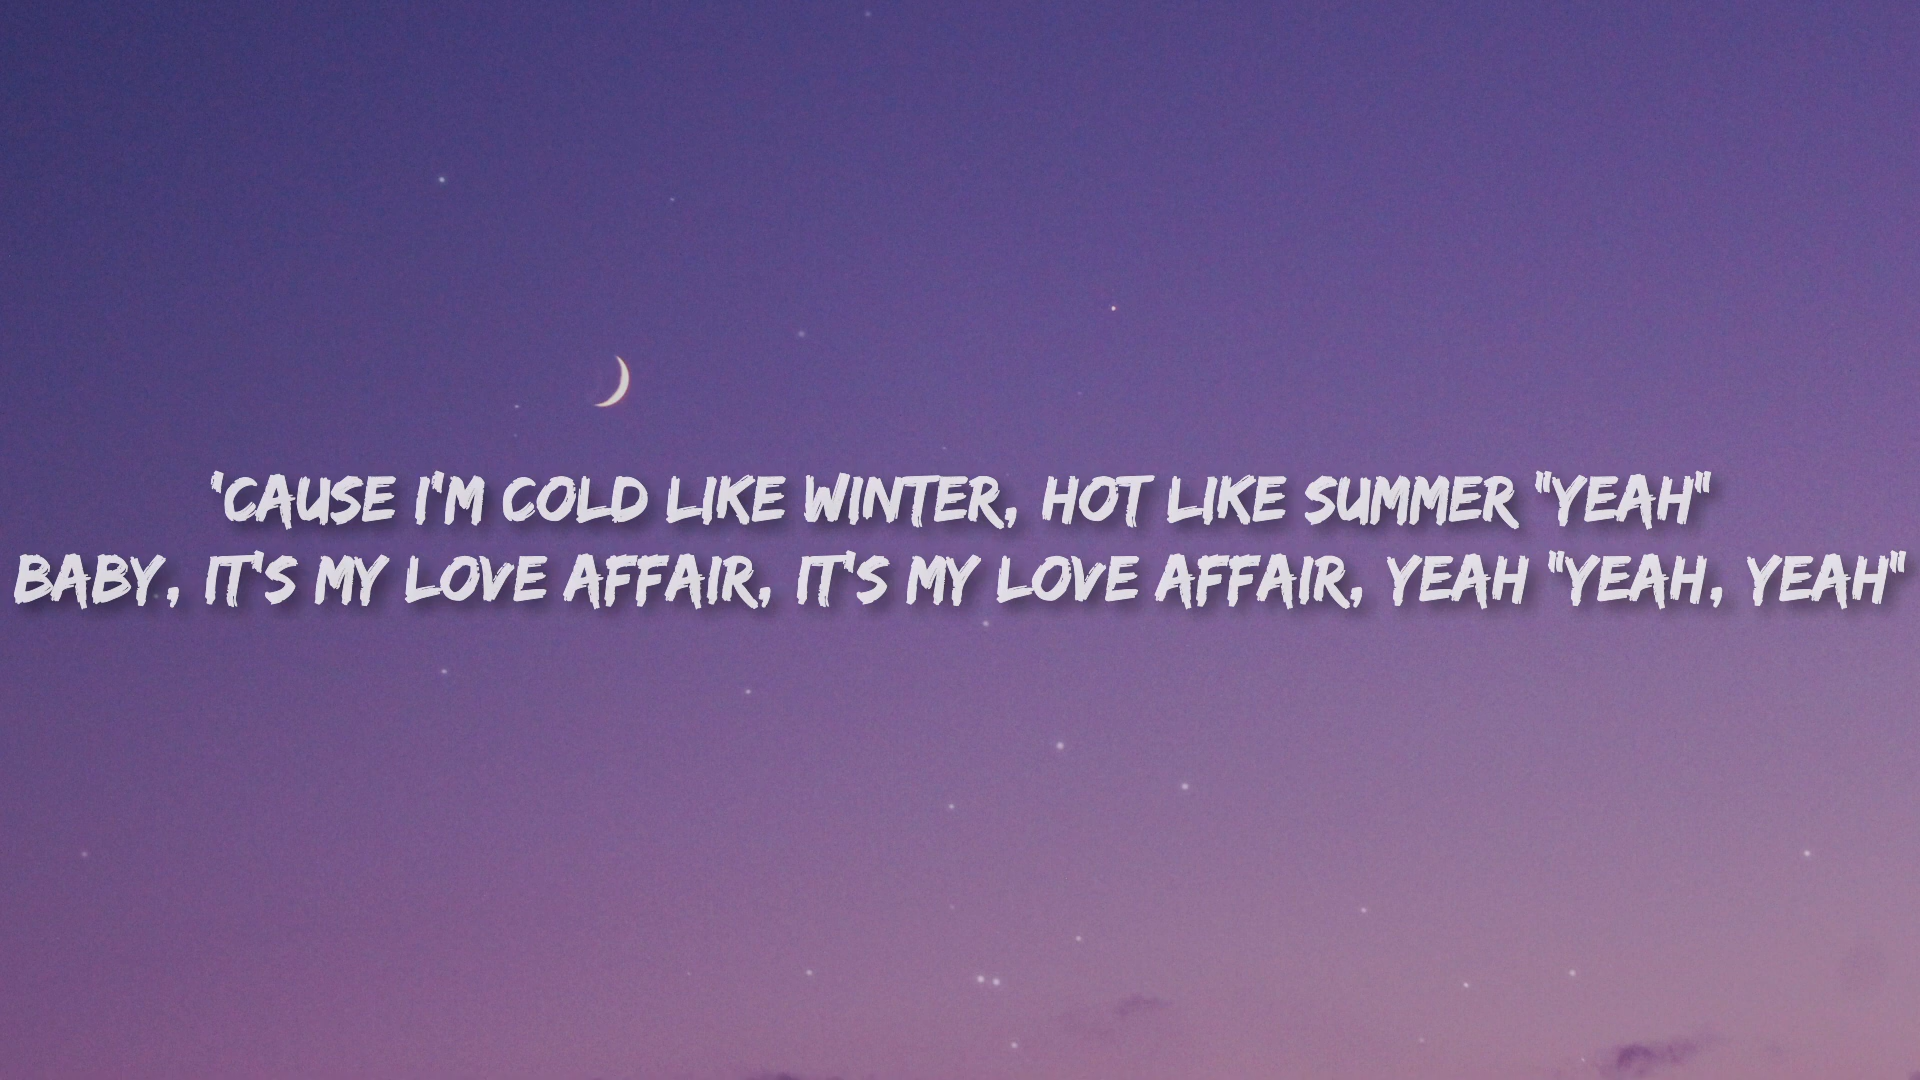 'CAUSE I'M COLD LIKE WINTER, HOT LIKE SUMMER "YEAH"
BABY, IT'S MY LOVE AFFAIR, IT'S MY LOVE AFFAIR, YEAH "YEAH, YEAH"